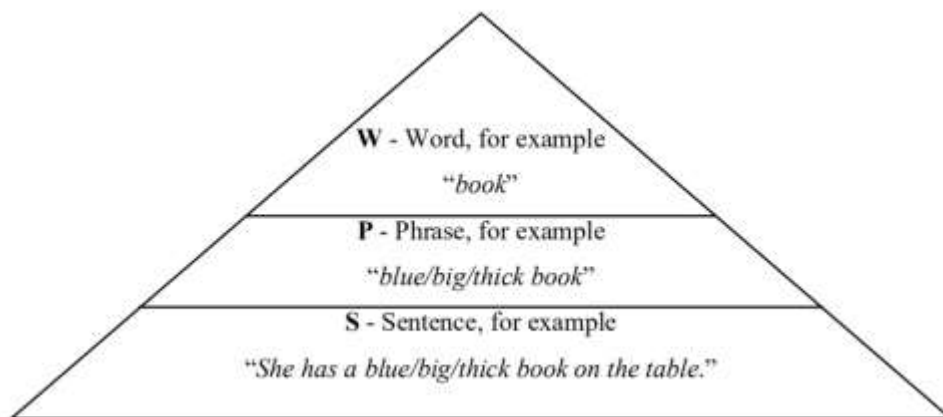 W - Word, for example
“book”
P - Phrase, for example
“blue/big/thick book”
S - Sentence, for example
“She has a blue/big/thick book on the table.”